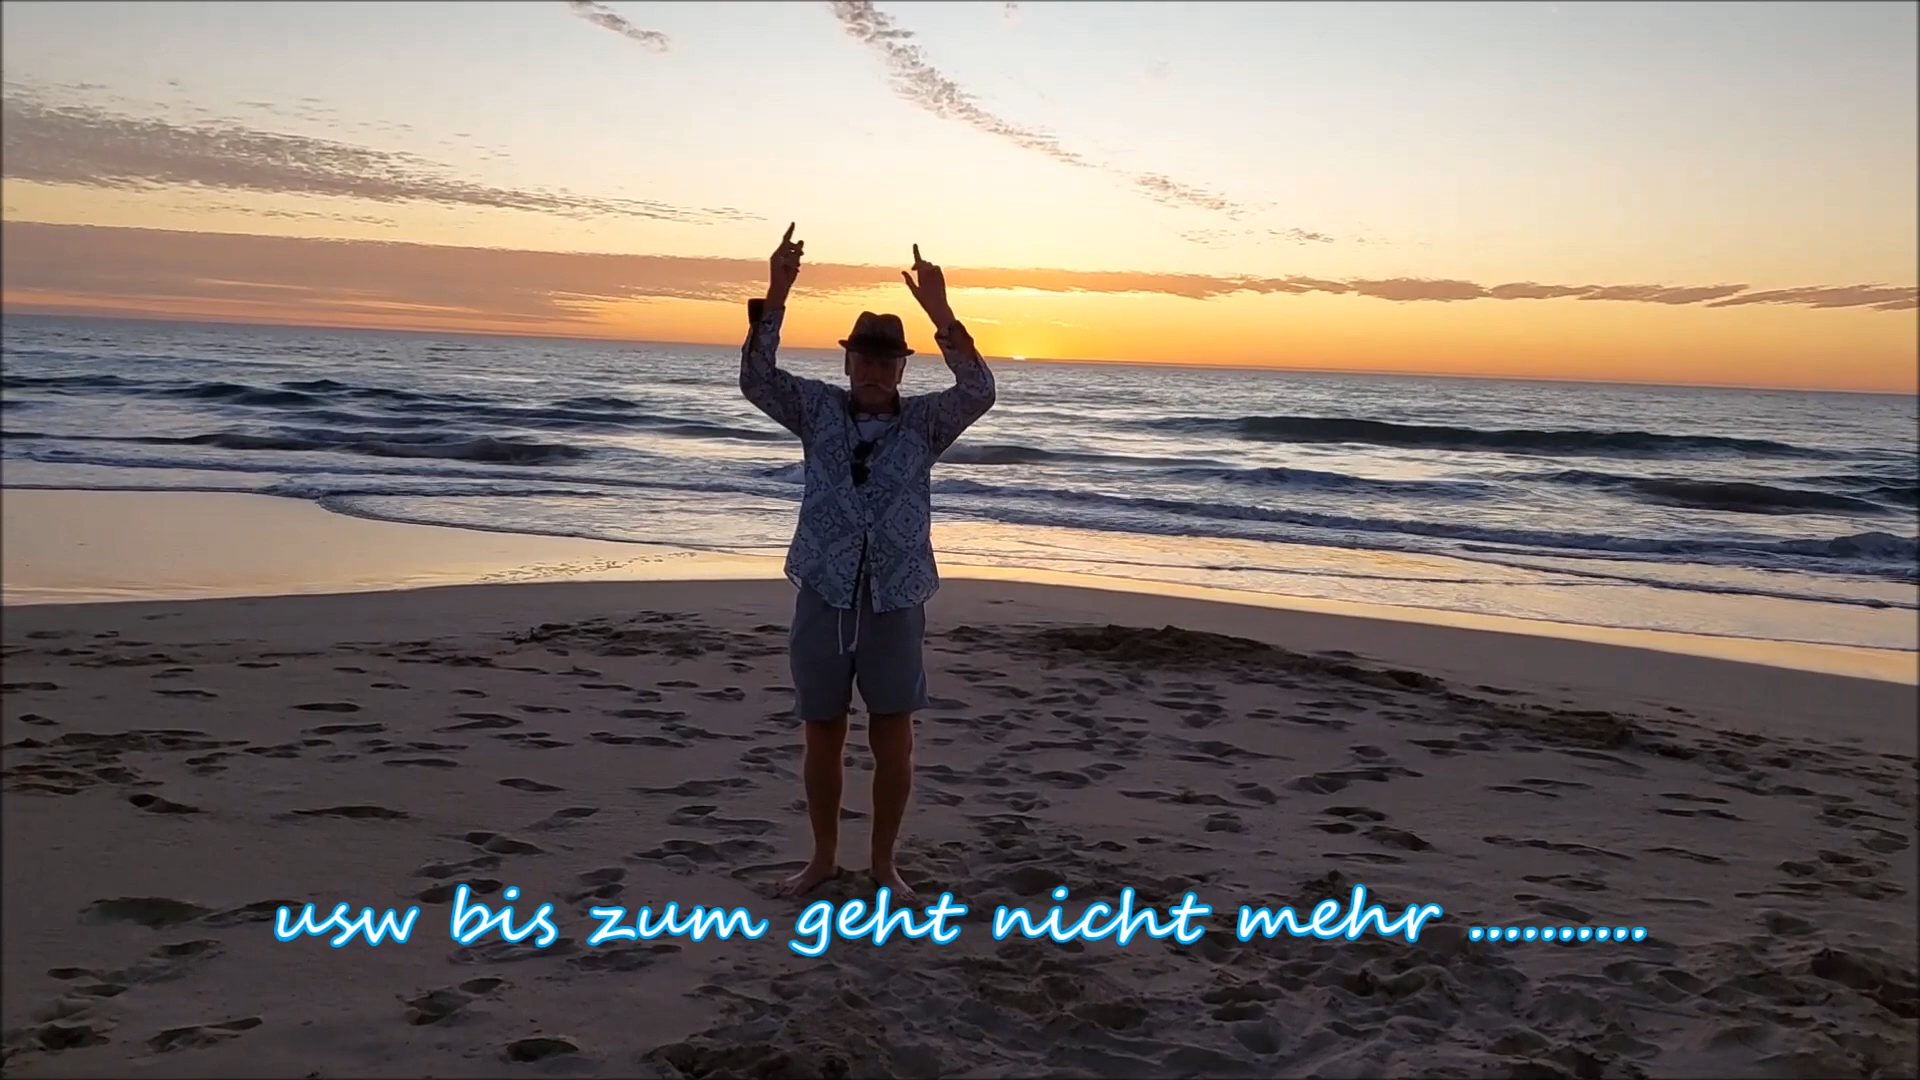 usw bis zum geht nicht mehr ..........